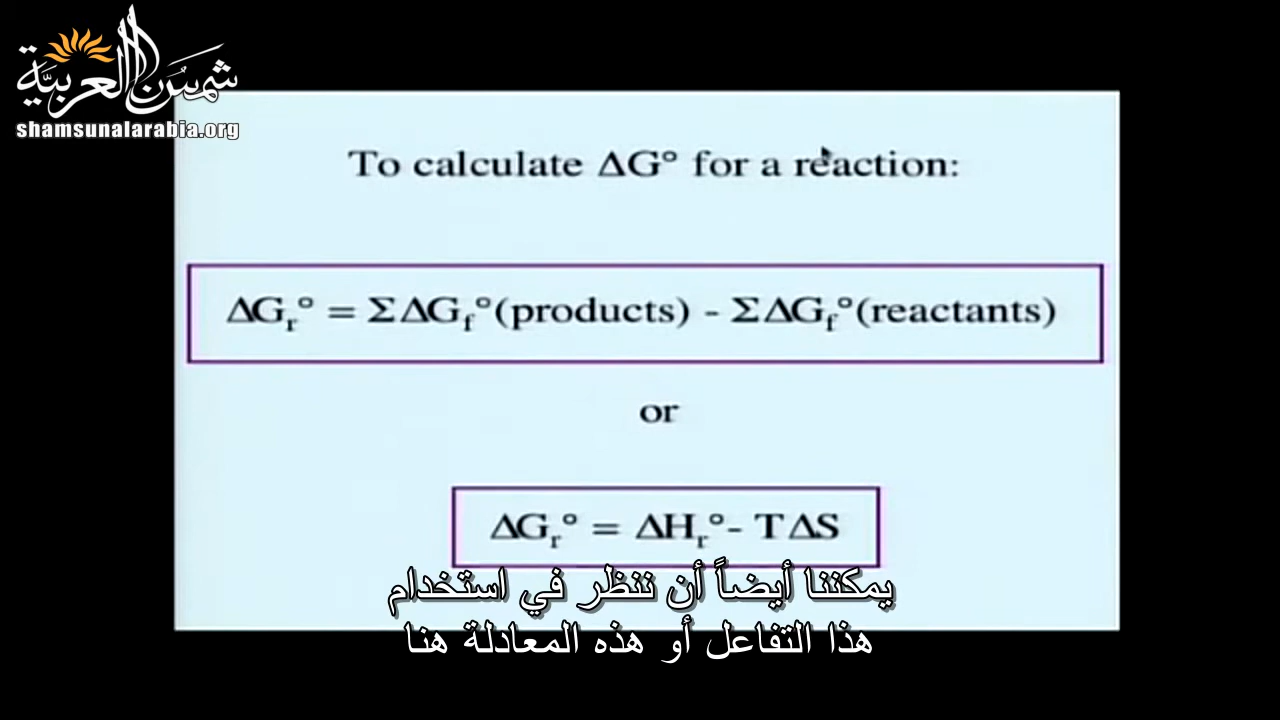 شمسُ العربيّة
shamsunalarabia.org
To calculate ΔG° for a reaction:
ΔGr° = ΣΔGf°(products) - ΣΔGf°(reactants)
or
ΔGr° = ΔHr°- TΔS
يمكننا أيضاً أن ننظر في استخدام
هذا التفاعل أو هذه المعادلة هنا